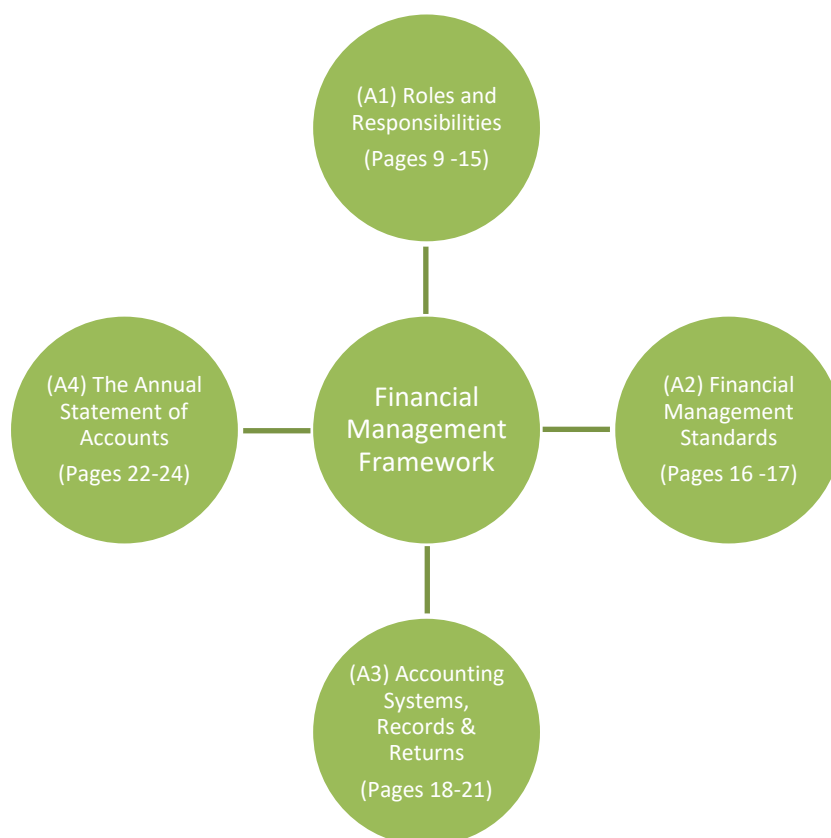 (A1) Roles and
Responsibilities
(Pages 9 -15)
(A4) The Annual
Statement of
Accounts
(Pages 22-24)
Financial
Management
Framework
(A2) Financial
Management
Standards
(Pages 16 -17)
(A3) Accounting
Systems,
Records &
Returns
(Pages 18-21)